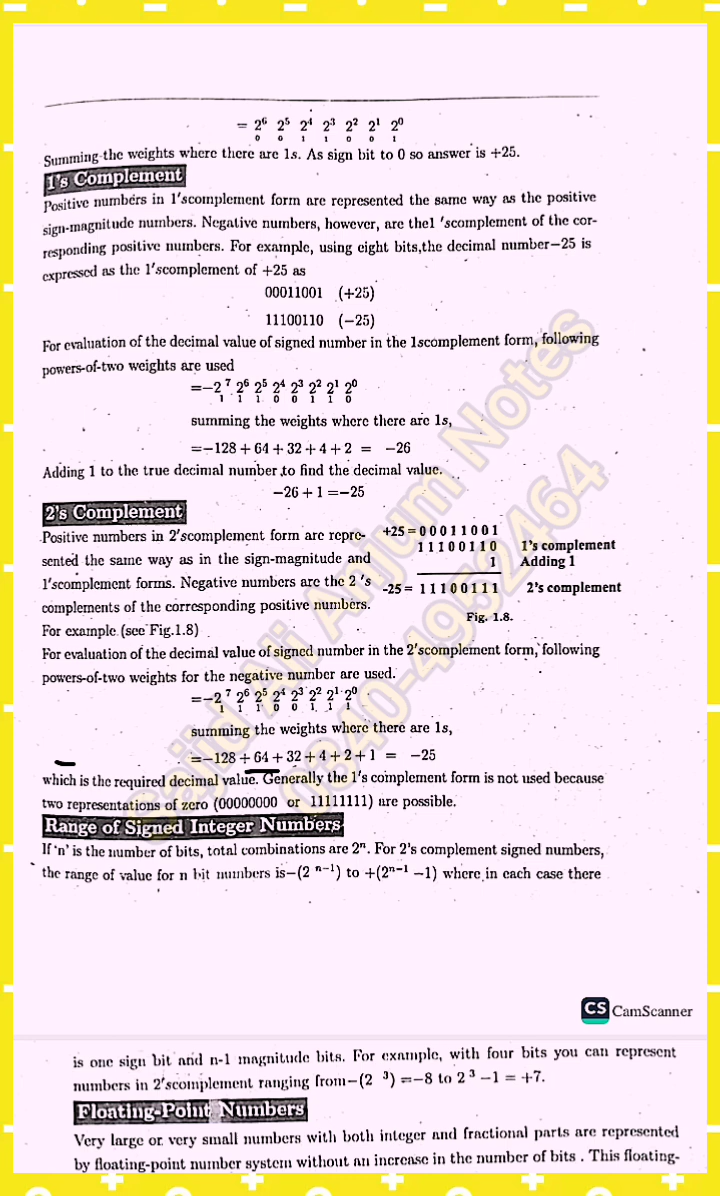 = 2⁶ 2⁵ 2⁴ 2³ 2² 2¹ 2⁰
0 0 1 1 0 0 1
Summing the weights where there are 1s. As sign bit to 0 so answer is +25.
1's Complement
Positive numbers in 1'scomplement form are represented the same way as the positive
sign-magnitude numbers. Negative numbers, however, are the1 'scomplement of the cor-
responding positive numbers. For example, using eight bits,the decimal number−25 is
expressed as the 1'scomplement of +25 as
00011001 (+25)
11100110 (−25)
For evaluation of the decimal value of signed number in the 1scomplement form, following
powers-of-two weights are used
=−2⁷ 2⁶ 2⁵ 2⁴ 2³ 2² 2¹ 2⁰
1 1 1 0 0 1 1 0
summing the weights where there are 1s,
=−128 + 64 + 32 + 4 + 2 = −26
Adding 1 to the true decimal number to find the decimal value.
−26 + 1 =−25
2's Complement
Positive numbers in 2'scomplement form are repre-
sented the same way as in the sign-magnitude and
1'scomplement forms. Negative numbers are the 2 's
complements of the corresponding positive numbers.
For example (see Fig.1.8)
+25 = 0 0 0 1 1 0 0 1
1 1 1 0 0 1 1 0 1's complement
1 Adding 1
-25 = 1 1 1 0 0 1 1 1 2's complement
Fig. 1.8.
For evaluation of the decimal value of signed number in the 2'scomplement form, following
powers-of-two weights for the negative number are used.
=−2⁷ 2⁶ 2⁵ 2⁴ 2³ 2² 2¹ 2⁰
1 1 1 0 0 1 1 1
summing the weights where there are 1s,
=−128 + 64 + 32 + 4 + 2 + 1 = −25
which is the required decimal value. Generally the 1's complement form is not used because
two representations of zero (00000000 or 11111111) are possible.
Range of Signed Integer Numbers
If 'n' is the number of bits, total combinations are 2ⁿ. For 2's complement signed numbers,
the range of value for n bit numbers is−(2 ⁿ⁻¹) to +(2ⁿ⁻¹ −1) where in each case there
CS CamScanner
is one sign bit and n-1 magnitude bits. For example, with four bits you can represent
numbers in 2'scomplement ranging from−(2 ³) =−8 to 2 ³ −1 = +7.
Floating-Point Numbers
Very large or very small numbers with both integer and fractional parts are represented
by floating-point number system without an increase in the number of bits . This floating-
Sajid Ali Anjum Notes
0340-4952464